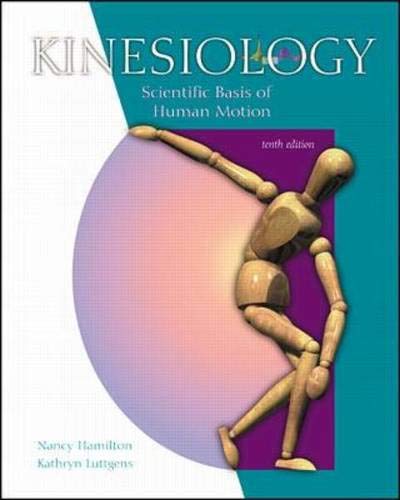 KINESIOLOGY
Scientific Basis of
Human Motion
tenth edition
Nancy Hamilton
Kathryn Luttgens